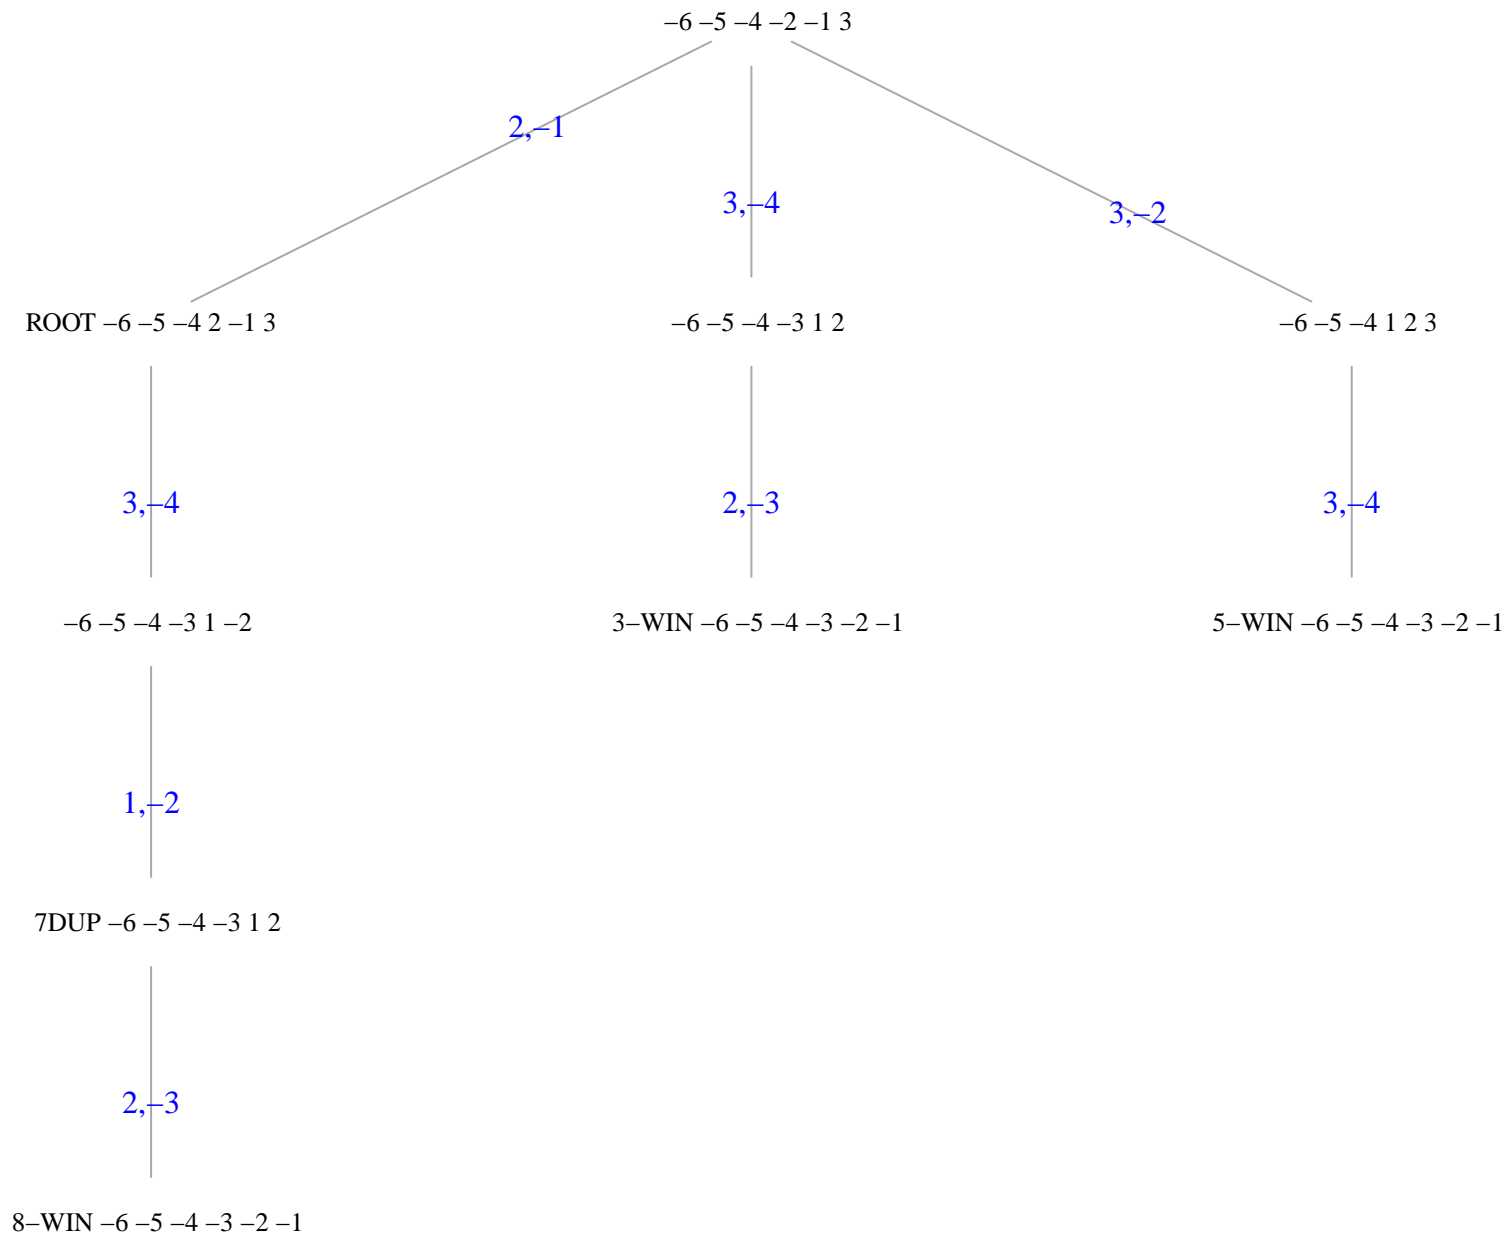 –6 –5 –4 –2 –1 3
2,–1
3,–4
3,–2
ROOT –6 –5 –4 2 –1 3
–6 –5 –4 –3 1 2
–6 –5 –4 1 2 3
3,–4
2,–3
3,–4
–6 –5 –4 –3 1 –2
3–WIN –6 –5 –4 –3 –2 –1
5–WIN –6 –5 –4 –3 –2 –1
1,–2
7DUP –6 –5 –4 –3 1 2
2,–3
8–WIN –6 –5 –4 –3 –2 –1